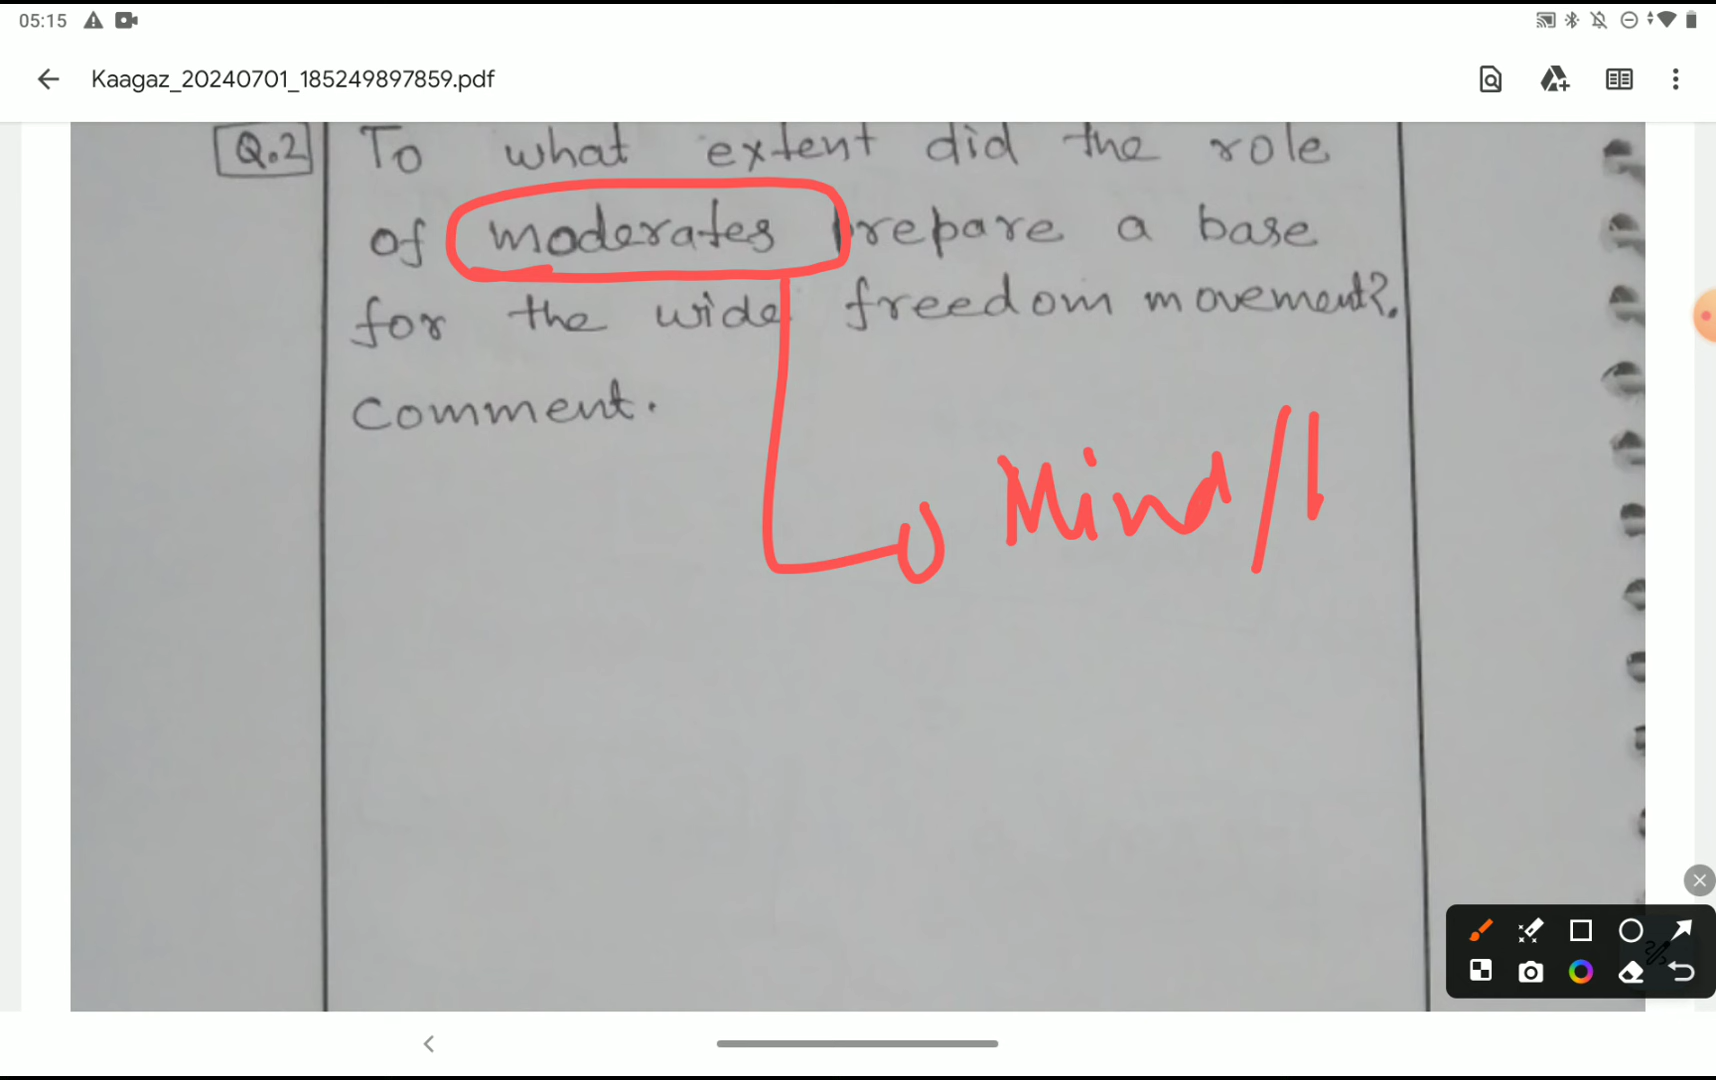 05:15
Kaagaz_20240701_185249897859.pdf
Q.2 To what extent did the role
of moderates prepare a base
for the wide freedom movement?.
Comment.
Mind/